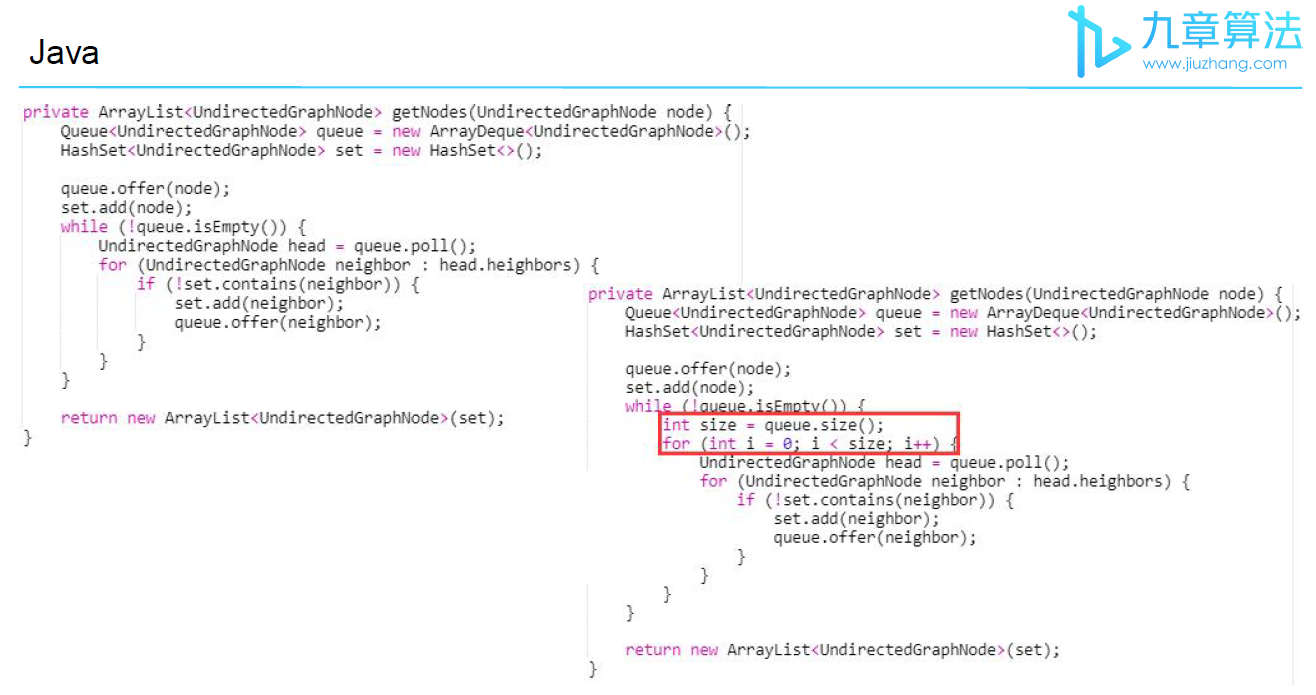 Java
九章算法
www.jiuzhang.com
private ArrayList<UndirectedGraphNode> getNodes(UndirectedGraphNode node) {
Queue<UndirectedGraphNode> queue = new ArrayDeque<UndirectedGraphNode>();
HashSet<UndirectedGraphNode> set = new HashSet<>();
queue.offer(node);
set.add(node);
while (!queue.isEmpty()) {
UndirectedGraphNode head = queue.poll();
for (UndirectedGraphNode neighbor : head.heighbors) {
if (!set.contains(neighbor)) {
set.add(neighbor);
queue.offer(neighbor);
}
}
}
return new ArrayList<UndirectedGraphNode>(set);
}
private ArrayList<UndirectedGraphNode> getNodes(UndirectedGraphNode node) {
Queue<UndirectedGraphNode> queue = new ArrayDeque<UndirectedGraphNode>();
HashSet<UndirectedGraphNode> set = new HashSet<>();
queue.offer(node);
set.add(node);
while (!queue.isEmpty()) {
int size = queue.size();
for (int i = 0; i < size; i++) {
UndirectedGraphNode head = queue.poll();
for (UndirectedGraphNode neighbor : head.heighbors) {
if (!set.contains(neighbor)) {
set.add(neighbor);
queue.offer(neighbor);
}
}
}
}
return new ArrayList<UndirectedGraphNode>(set);
}